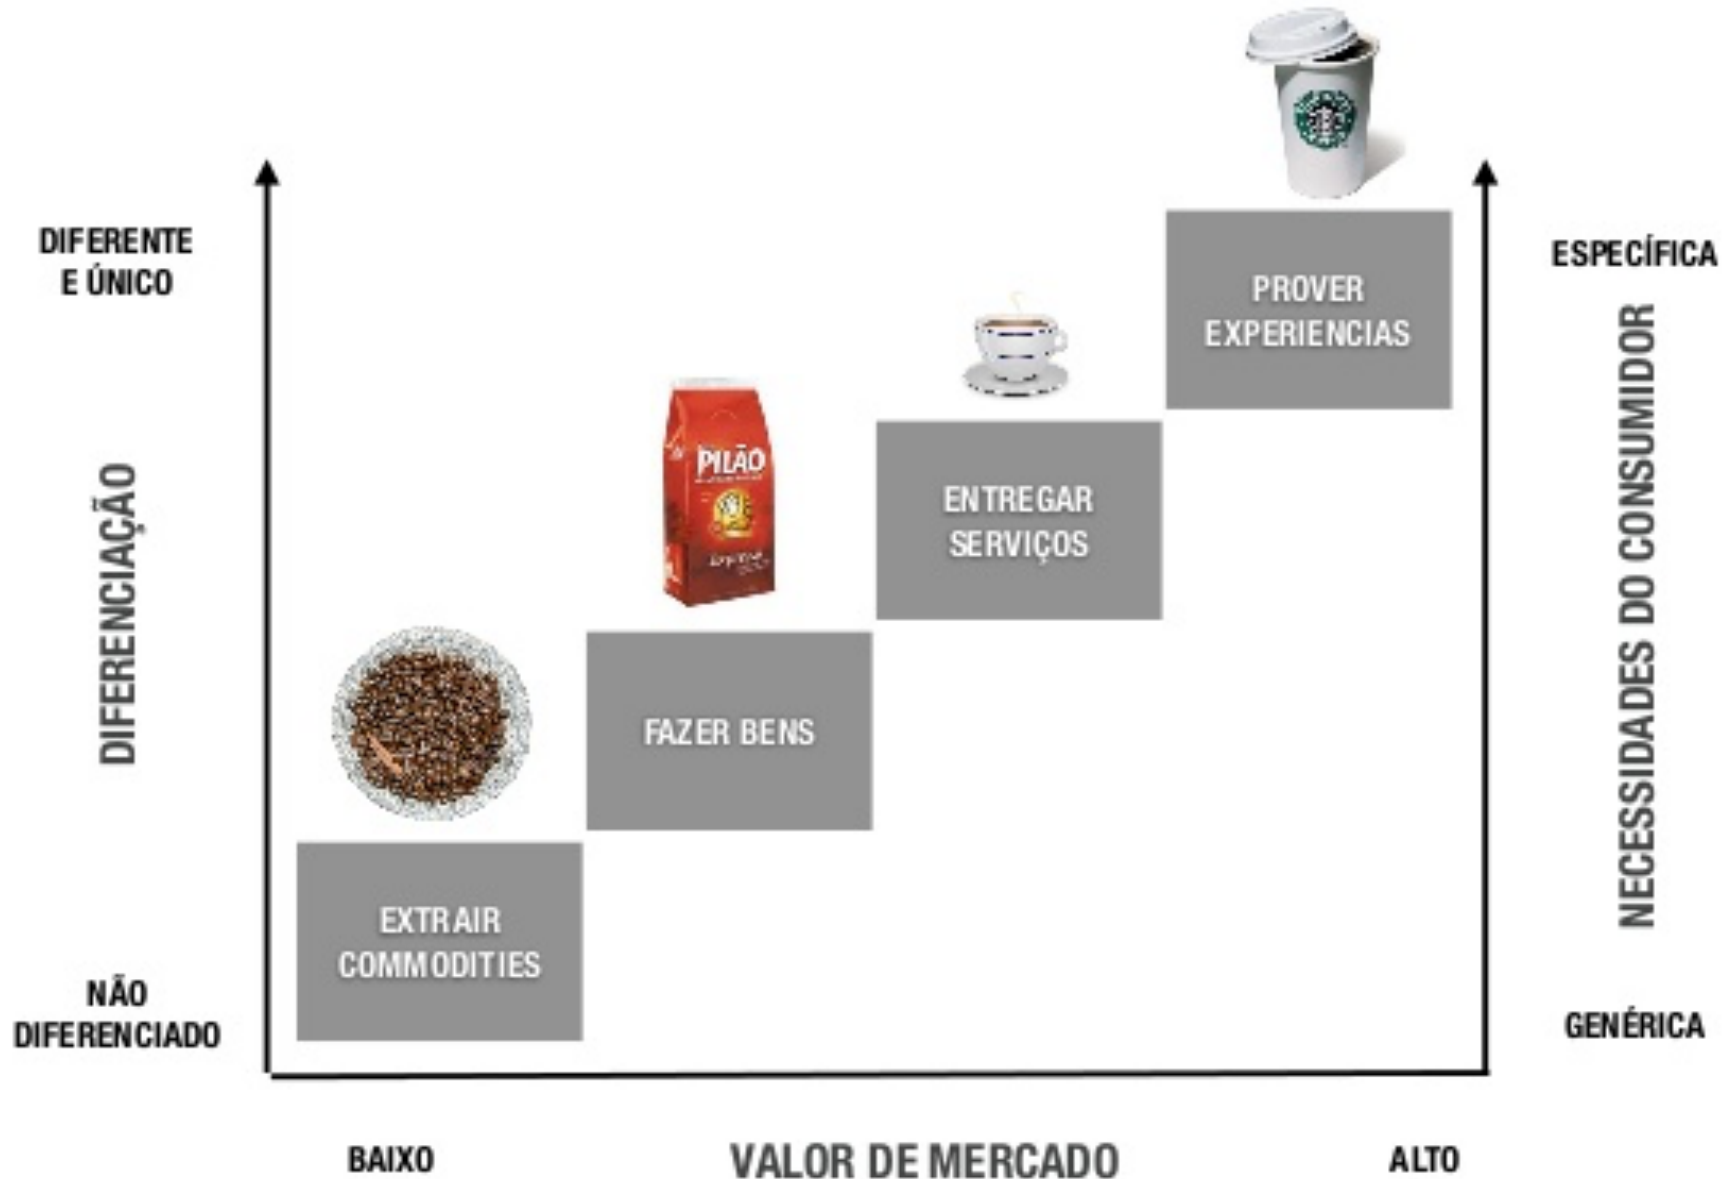 DIFERENTE
E ÚNICO
DIFERENCIAÇÃO
NÃO
DIFERENCIADO
PROVER
EXPERIENCIAS
ENTREGAR
SERVIÇOS
PILÃO
FAZER BENS
EXTRAIR
COMMODITIES
ESPECÍFICA
NECESSIDADES DO CONSUMIDOR
GENÉRICA
BAIXO
VALOR DE MERCADO
ALTO